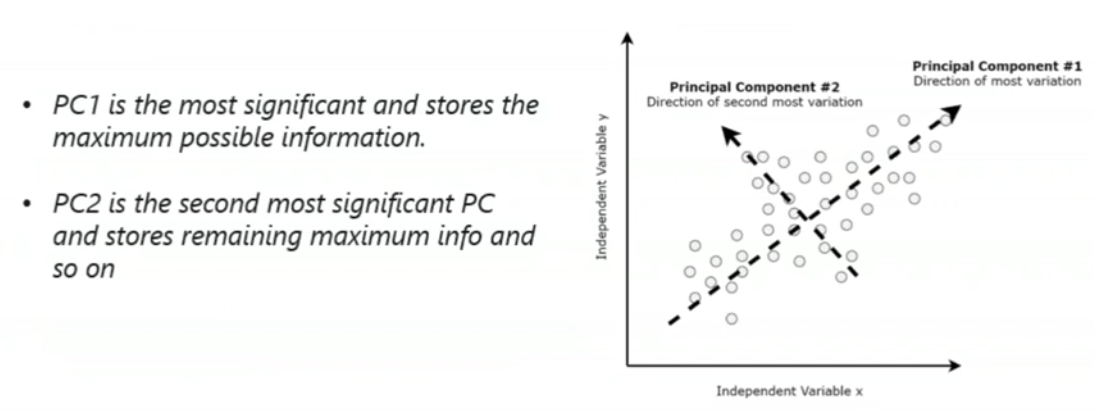 • PC1 is the most significant and stores the
maximum possible information.
• PC2 is the second most significant PC
and stores remaining maximum info and
so on
Principal Component #1
Direction of most variation
Principal Component #2
Direction of second most variation
Independent Variable y
Independent Variable x